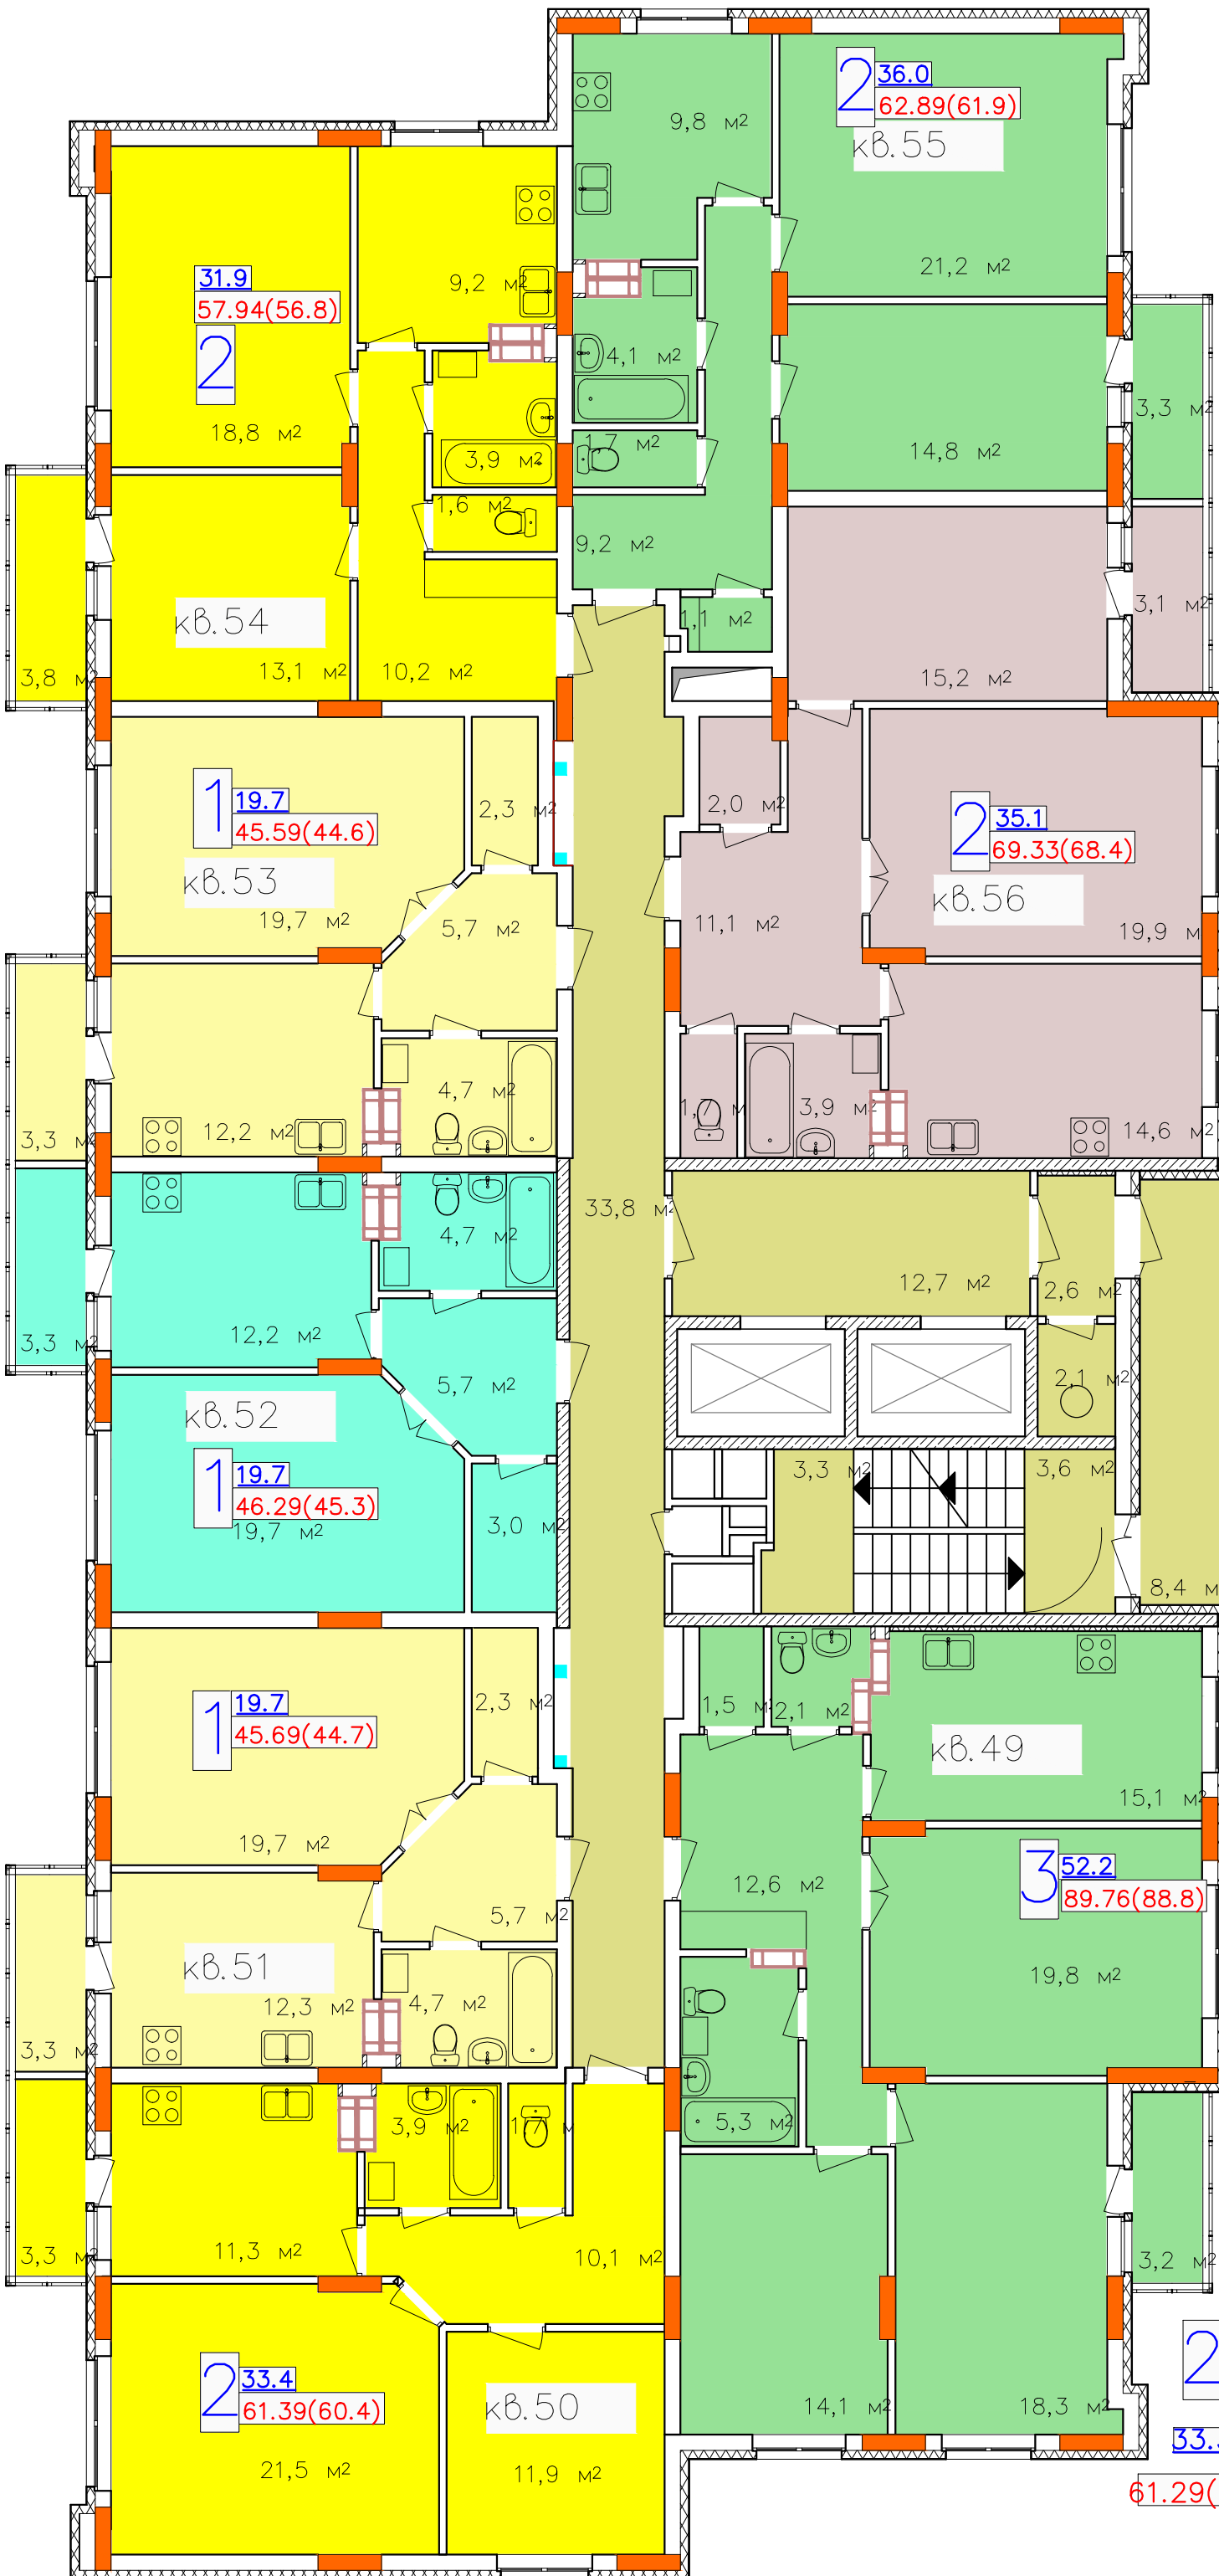 9,8 м²
2 36.0
62.89(61.9)
кв.55
21,2 м²
4,1 м²
1,7 м²
14,8 м²
3,3 м²
9,2 м²
1,1 м²
31.9
57.94(56.8)
2
18,8 м²
9,2 м²
3,9 м²
1,6 м²
кв.54
13,1 м²
10,2 м²
3,8 м²
15,2 м²
3,1 м²
2,0 м²
2 35.1
69.33(68.4)
кв.56
19,9 м
11,1 м²
1,7 м
3,9 м²
14,6 м²
1 19.7
45.59(44.6)
кв.53
19,7 м²
2,3 м²
5,7 м²
4,7 м²
12,2 м²
3,3 м²
33,8 м²
12,7 м²
2,6 м²
2,1 м²
3,3 м²
3,6 м²
8,4 м
4,7 м²
12,2 м²
3,3 м²
5,7 м²
кв.52
1 19.7
46.29(45.3)
19,7 м²
3,0 м²
1 19.7
45.69(44.7)
19,7 м²
2,3 м²
5,7 м²
кв.51
12,3 м²
4,7 м²
3,3 м²
1,5 м²
2,1 м²
кв.49
15,1 м²
3 52.2
89.76(88.8)
19,8 м²
12,6 м²
5,3 м²
14,1 м²
18,3 м²
3,2 м²
3,9 м²
1,7 м
11,3 м²
3,3 м²
10,1 м²
2 33.4
61.39(60.4)
21,5 м²
кв.50
11,9 м²
2
33.
61.29(